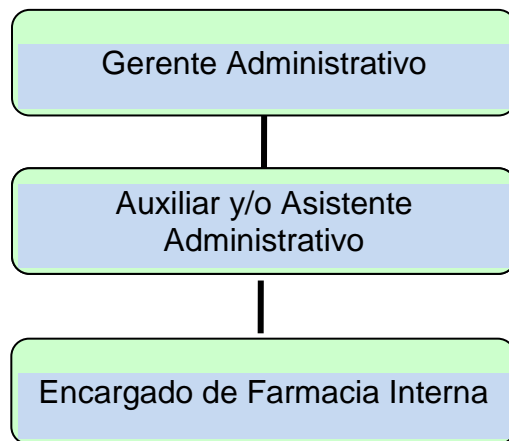 Gerente Administrativo
Auxiliar y/o Asistente
Administrativo
Encargado de Farmacia Interna